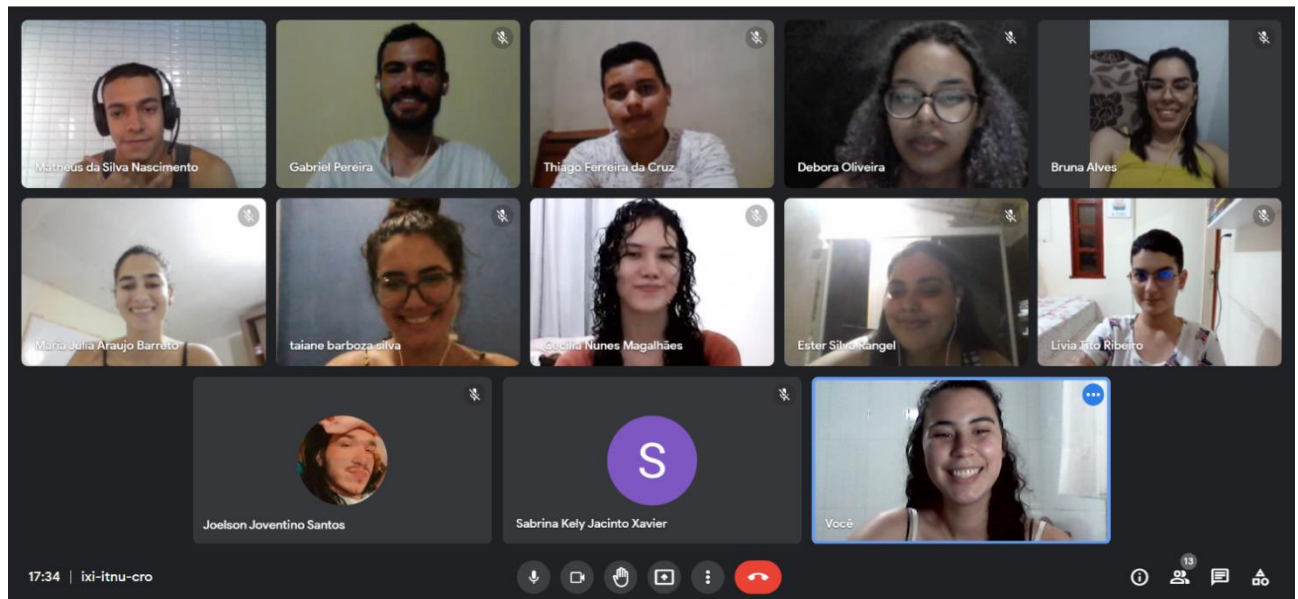 Matheus da Silva Nascimento
Gabriel Pereira
Thiago Ferreira da Cruz
Debora Oliveira
Bruna Alves
Maria Julia Araujo Barreto
taiane barboza silva
Cecilia Nunes Magalhães
Ester Silva Rangel
Livia Tito Ribeiro
S
Joelson Joventino Santos
Sabrina Kely Jacinto Xavier
Você
17:34 | ixi-itnu-cro
13